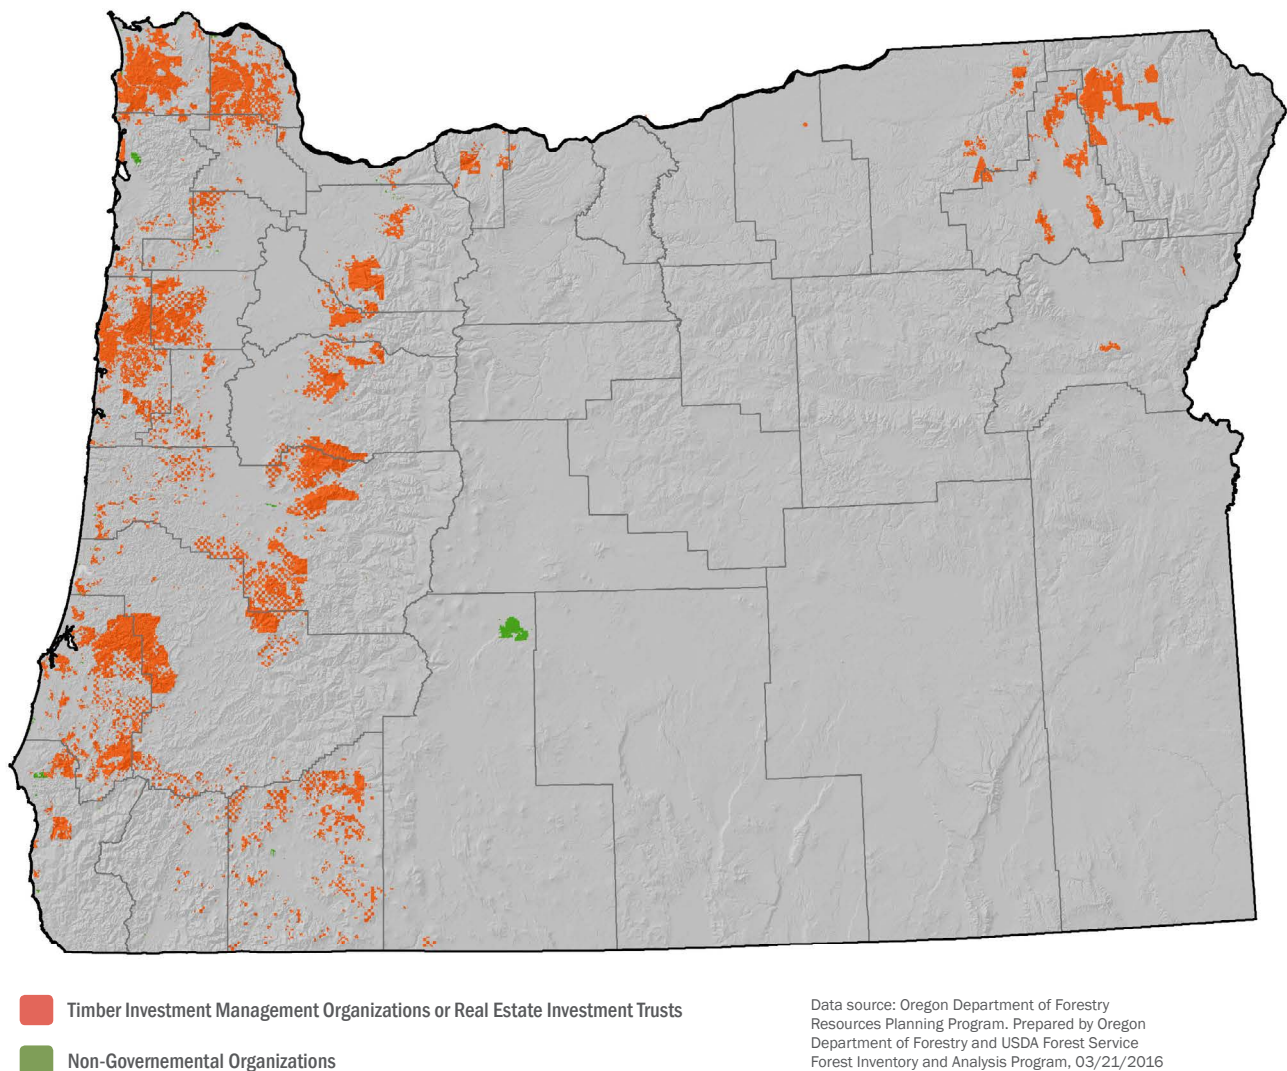 Timber Investment Management Organizations or Real Estate Investment Trusts
Non-Governemental Organizations
Data source: Oregon Department of Forestry
Resources Planning Program. Prepared by Oregon
Department of Forestry and USDA Forest Service
Forest Inventory and Analysis Program, 03/21/2016